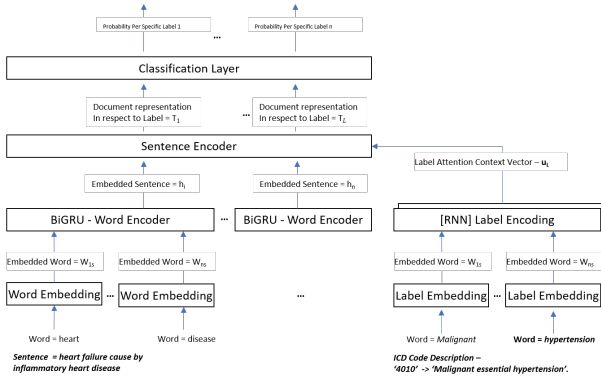 Probability Per Specific Label 1
...
Probability Per Specific Label n
Classification Layer
Document representation
In respect to Label = T1
...
Document representation
In respect to Label = TL
Sentence Encoder
Label Attention Context Vector – uL
Embedded Sentence = hi
Embedded Sentence = hn
BiGRU - Word Encoder
...
BiGRU - Word Encoder
[RNN] Label Encoding
Embedded Word = W1s
Embedded Word = Wns
Embedded Word = W1s
Embedded Word = Wns
Word Embedding
...
Word Embedding
...
Label Embedding
...
Label Embedding
Word = heart
Word = disease
Word = Malignant
Word = hypertension
Sentence = heart failure cause by
inflammatory heart disease
ICD Code Description –
‘4010’ -> ‘Malignant essential hypertension’.